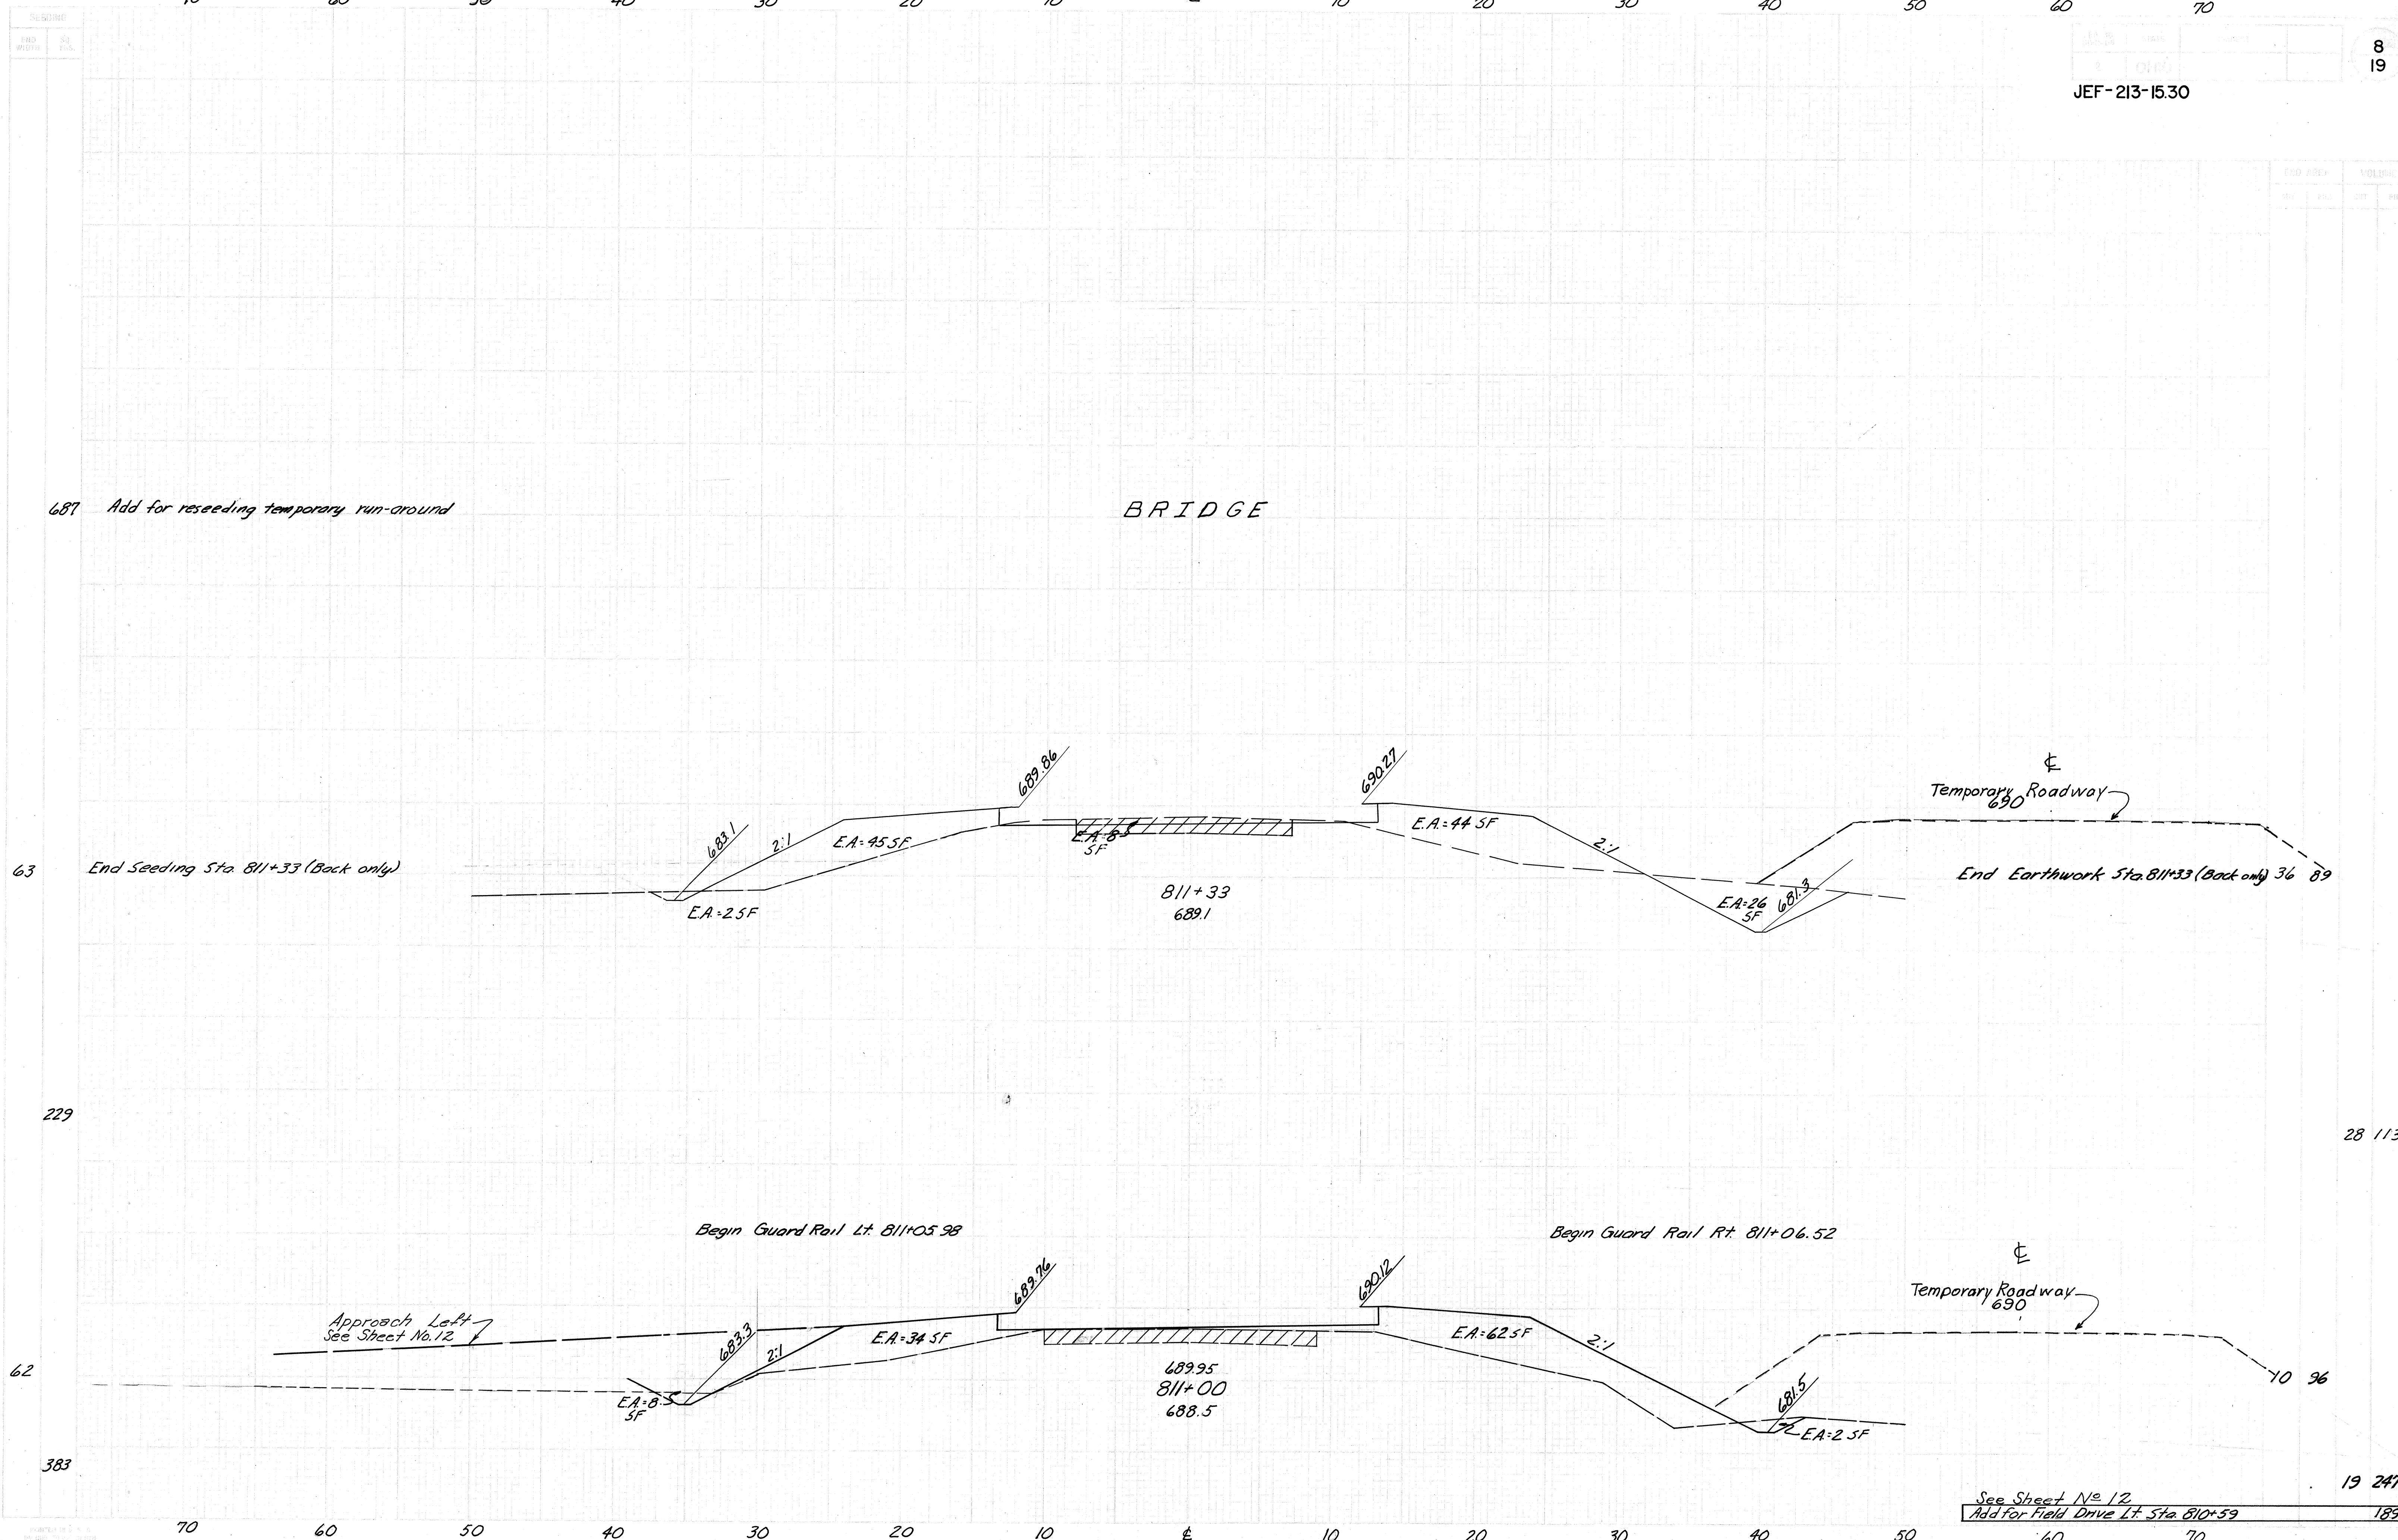 70 60 50 40 30 20 10 ℄ 10 20 30 40 50 60 70
8
19
JEF-213-15.30
687 Add for reseeding temporary run-around
BRIDGE
689.86
690.27
℄
Temporary Roadway
690
683.1
2:1
E.A.=45 SF
E.A.=8
SF
E.A.=44 SF
2:1
63 End Seeding Sta. 811+33 (Back only)
End Earthwork Sta. 811+33 (Back only) 36 89
E.A.=2 SF
811+33
689.1
E.A.=26
SF
681.3
229
28 113
Begin Guard Rail Lt. 811+05.98
Begin Guard Rail Rt. 811+06.52
℄
Temporary Roadway
690
689.76
690.12
Approach Left
See Sheet No. 12
683.3
2:1
E.A.=34 SF
E.A.=62 SF
2:1
62
689.95
811+00
688.5
10 96
E.A.=8.5
SF
681.5
E.A.=2 SF
383
19 247
See Sheet No 12
Add for Field Drive Lt. Sta. 810+59 189
70 60 50 40 30 20 10 ℄ 10 20 30 40 50 60 70